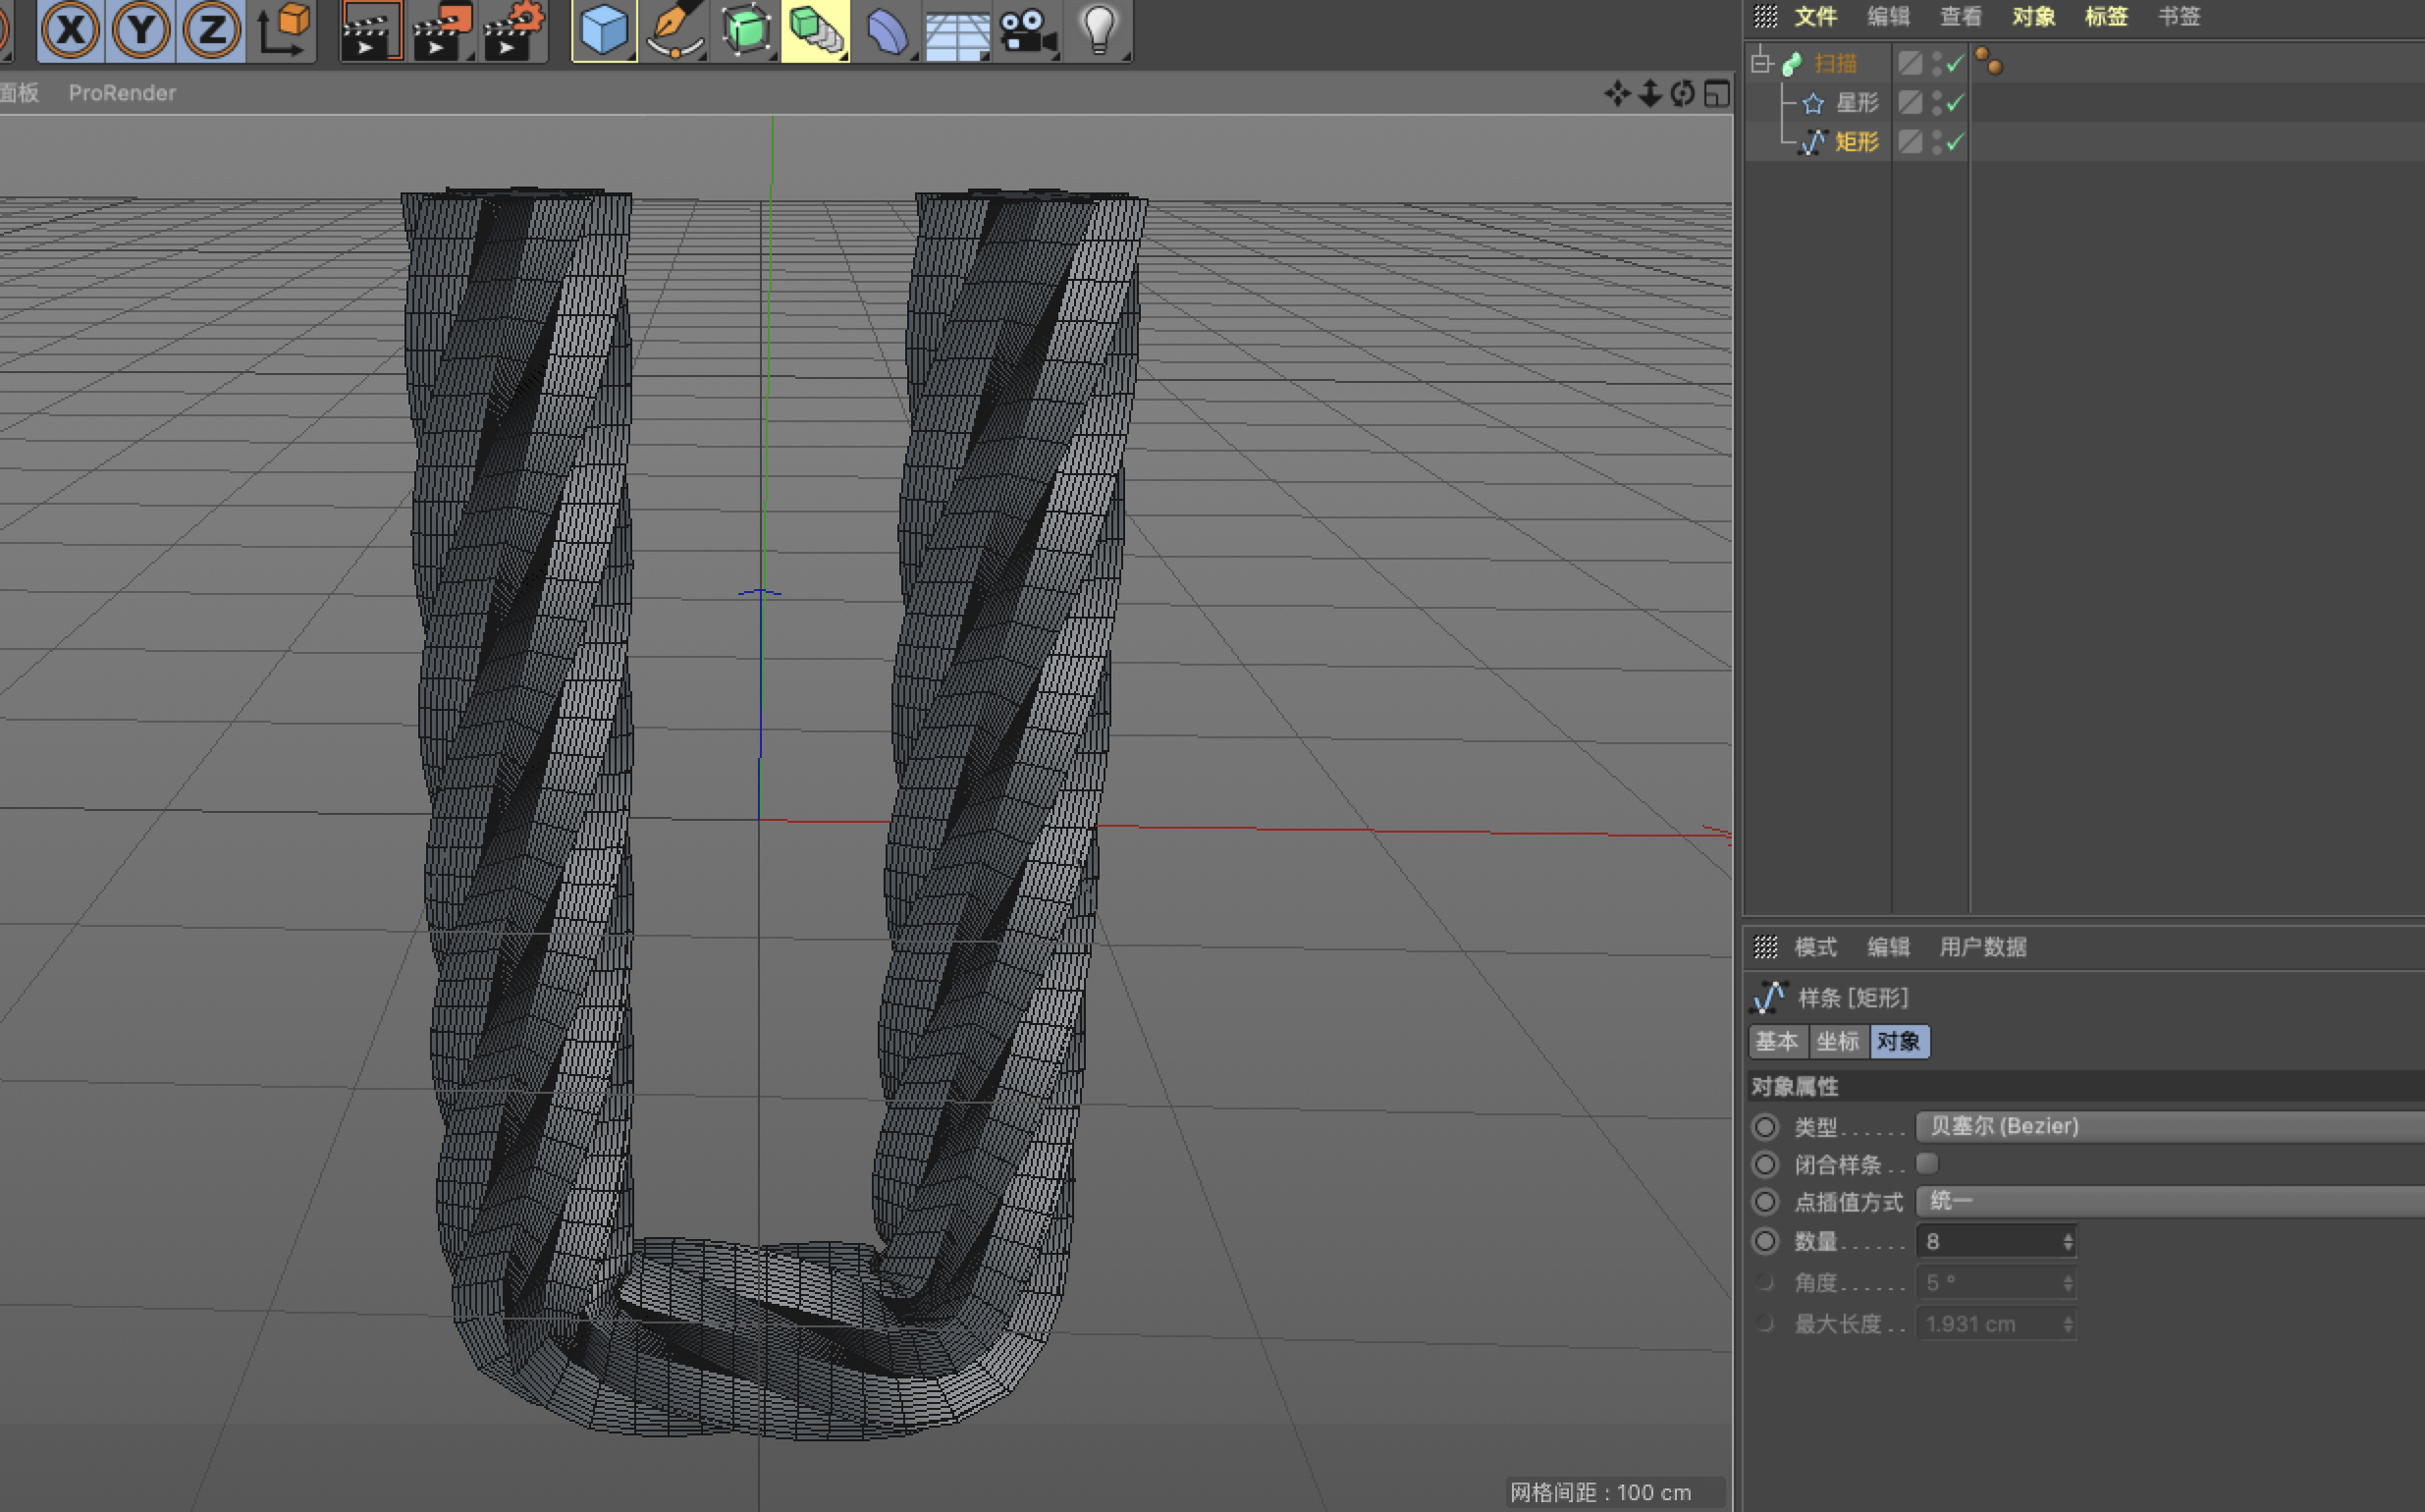 X Y Z
面板 ProRender
文件 编辑 查看 对象 标签 书签
扫描
星形
矩形
网格间距 : 100 cm
模式 编辑 用户数据
样条 [矩形]
基本 坐标 对象
对象属性
类型 . . . . . . 贝塞尔 (Bezier)
闭合样条 . .
点插值方式 统一
数量 . . . . . . 8
角度 . . . . . . 5 °
最大长度 . . 1.931 cm